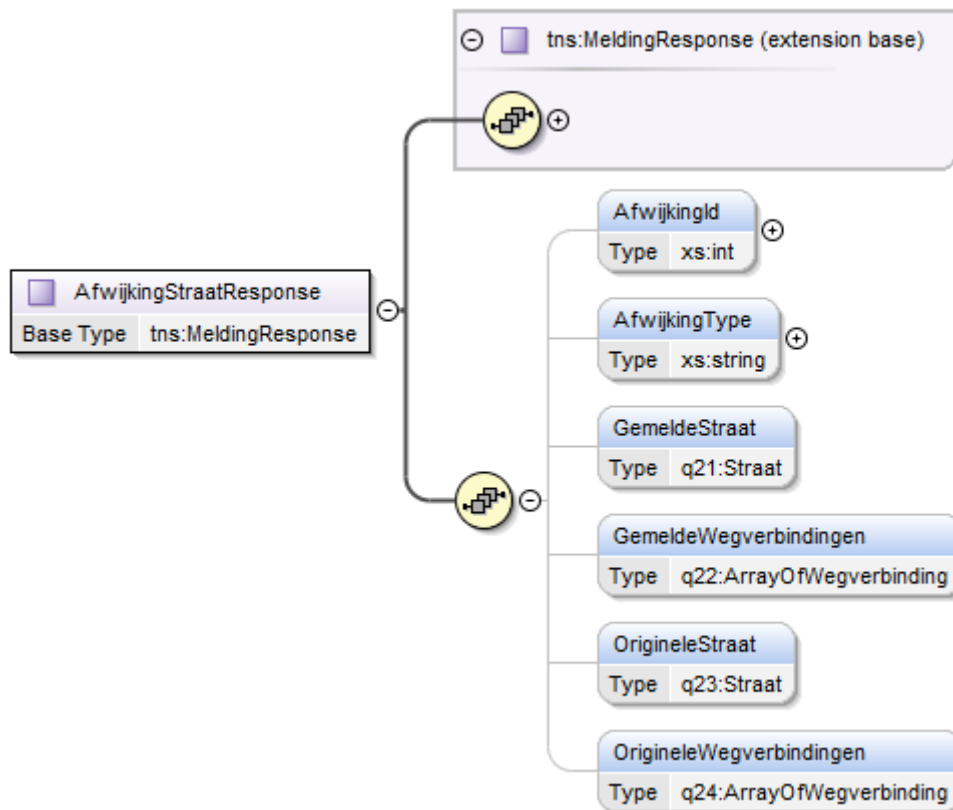 tns:MeldingResponse (extension base)
AfwijkingId
Type xs:int
AfwijkingStraatResponse
Base Type tns:MeldingResponse
AfwijkingType
Type xs:string
GemeldeStraat
Type q21:Straat
GemeldeWegverbindingen
Type q22:ArrayOfWegverbinding
OrigineleStraat
Type q23:Straat
OrigineleWegverbindingen
Type q24:ArrayOfWegverbinding